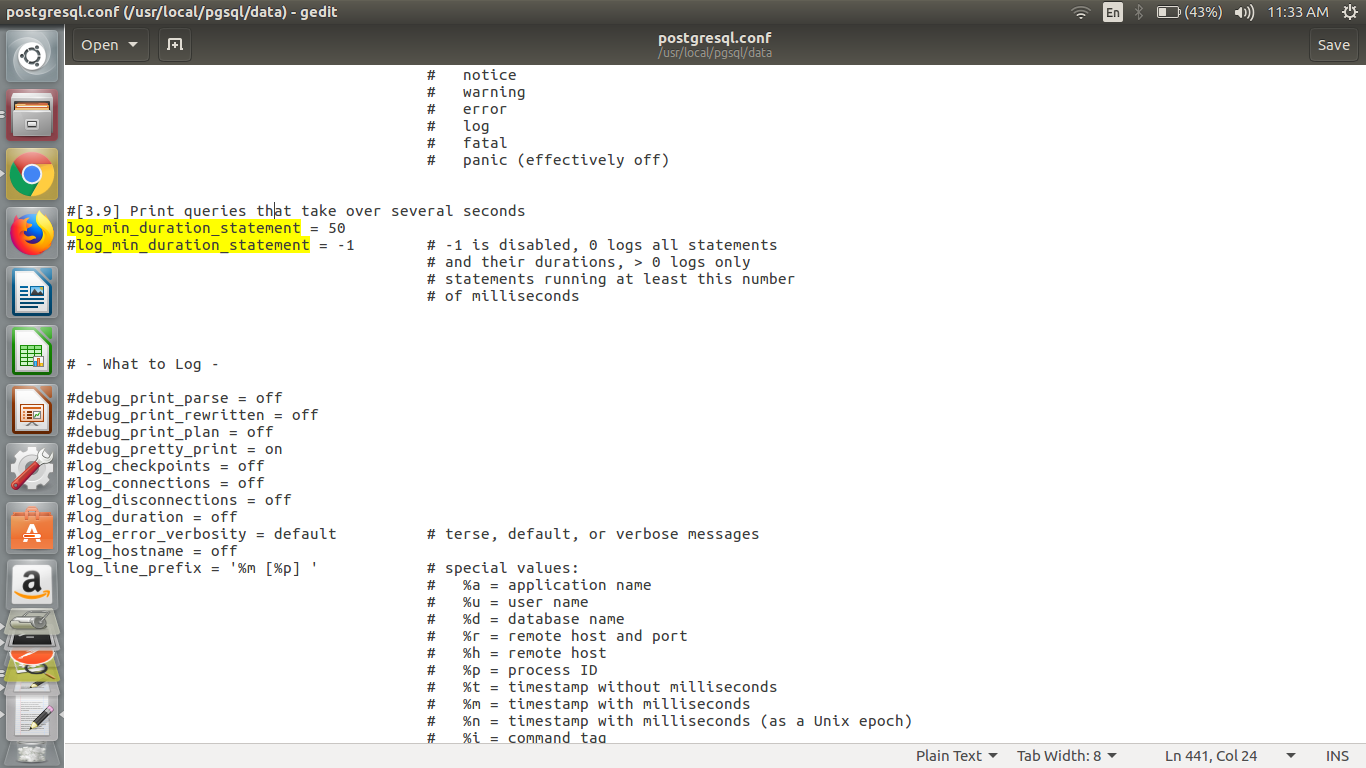 postgresql.conf (/usr/local/pgsql/data) - gedit
En (43%) 11:33 AM
Open
postgresql.conf
/usr/local/pgsql/data
Save
# notice
# warning
# error
# log
# fatal
# panic (effectively off)
#[3.9] Print queries that take over several seconds
log_min_duration_statement = 50
#log_min_duration_statement = -1 # -1 is disabled, 0 logs all statements
# and their durations, > 0 logs only
# statements running at least this number
# of milliseconds
# - What to Log -
#debug_print_parse = off
#debug_print_rewritten = off
#debug_print_plan = off
#debug_pretty_print = on
#log_checkpoints = off
#log_connections = off
#log_disconnections = off
#log_duration = off
#log_error_verbosity = default # terse, default, or verbose messages
#log_hostname = off
log_line_prefix = '%m [%p] ' # special values:
# %a = application name
# %u = user name
# %d = database name
# %r = remote host and port
# %h = remote host
# %p = process ID
# %t = timestamp without milliseconds
# %m = timestamp with milliseconds
# %n = timestamp with milliseconds (as a Unix epoch)
# %i = command tag
Plain Text Tab Width: 8 Ln 441, Col 24 INS